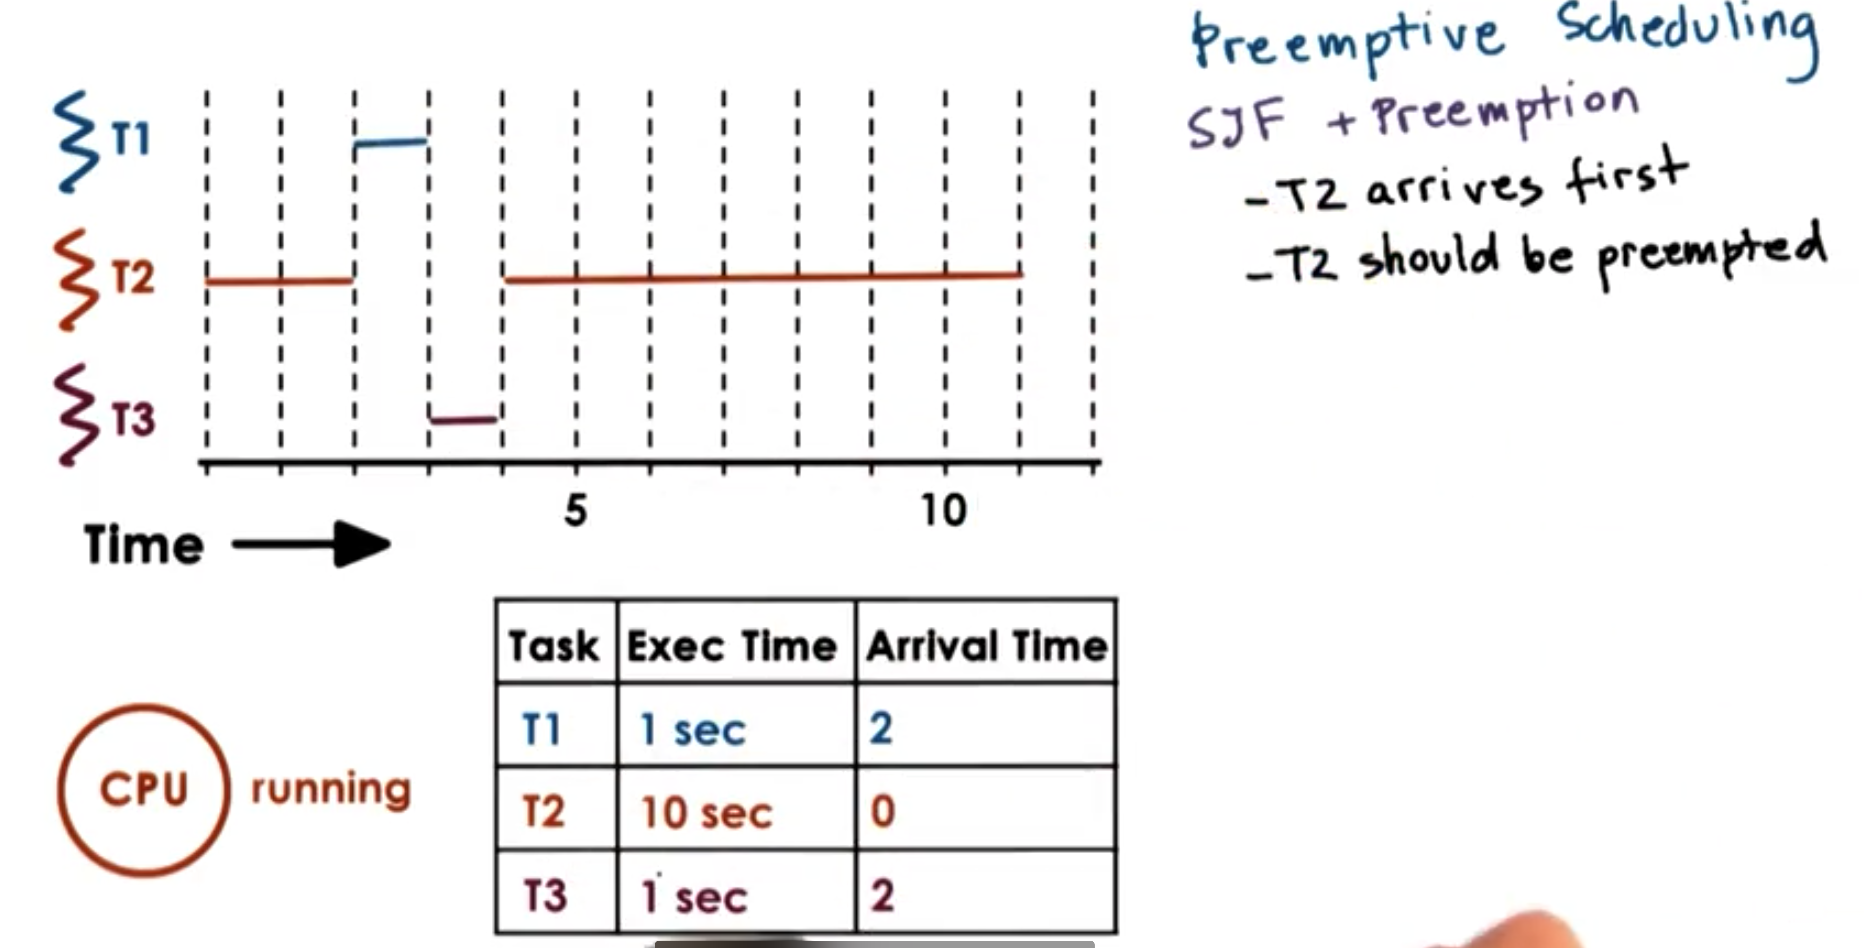 Preemptive Scheduling
SJF + Preemption
- T2 arrives first
- T2 should be preempted
T1
T2
T3
5 10
Time
Task Exec Time Arrival Time
T1 1 sec 2
T2 10 sec 0
T3 1 sec 2
CPU running